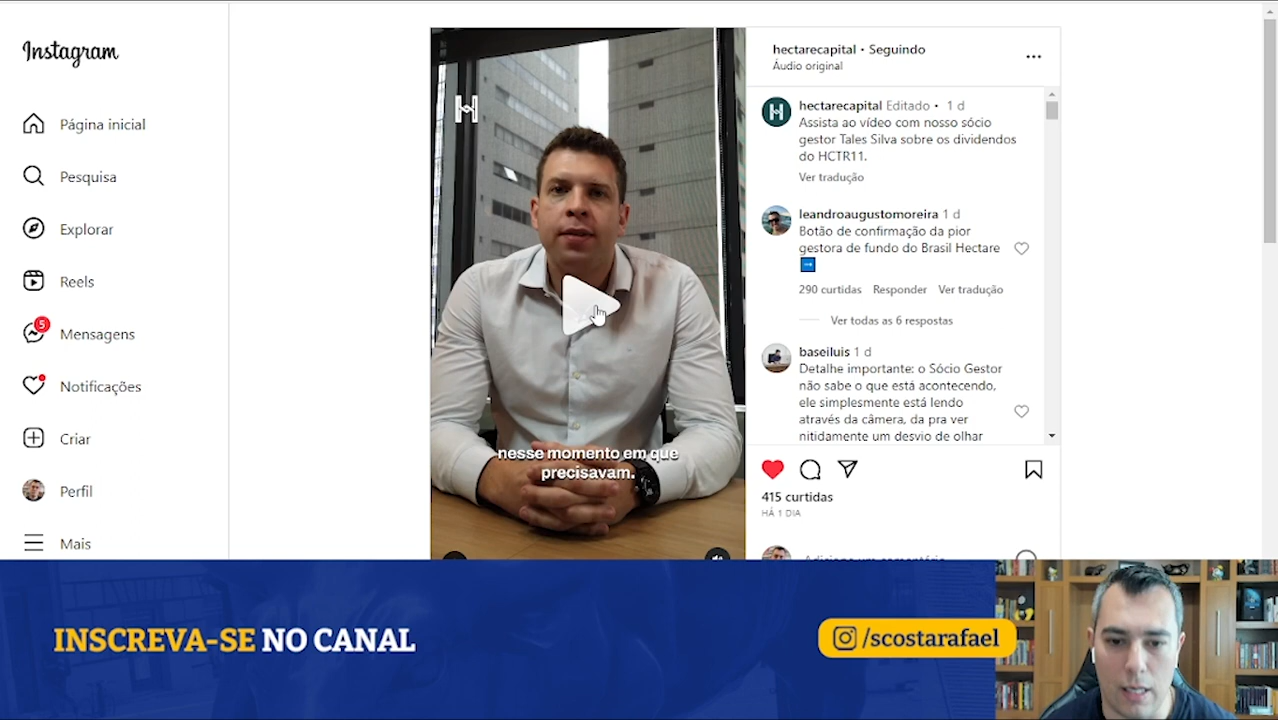 Instagram
Página inicial
Pesquisa
Explorar
Reels
5
Mensagens
Notificações
Criar
Perfil
Mais
H
nesse momento em que
precisavam.
hectarecapital • Seguindo
Áudio original
H
hectarecapital Editado • 1 d
Assista ao vídeo com nosso sócio
gestor Tales Silva sobre os dividendos
do HCTR11.
Ver tradução
leandroaugustomoreira 1 d
Botão de confirmação da pior
gestora de fundo do Brasil Hectare
290 curtidas Responder Ver tradução
Ver todas as 6 respostas
baseiluis 1 d
Detalhe importante: o Sócio Gestor
não sabe o que está acontecendo,
ele simplesmente está lendo
através da câmera, da pra ver
nitidamente um desvio de olhar
415 curtidas
HÁ 1 DIA
Adicione um comentário...
INSCREVA-SE NO CANAL
/scostarafael